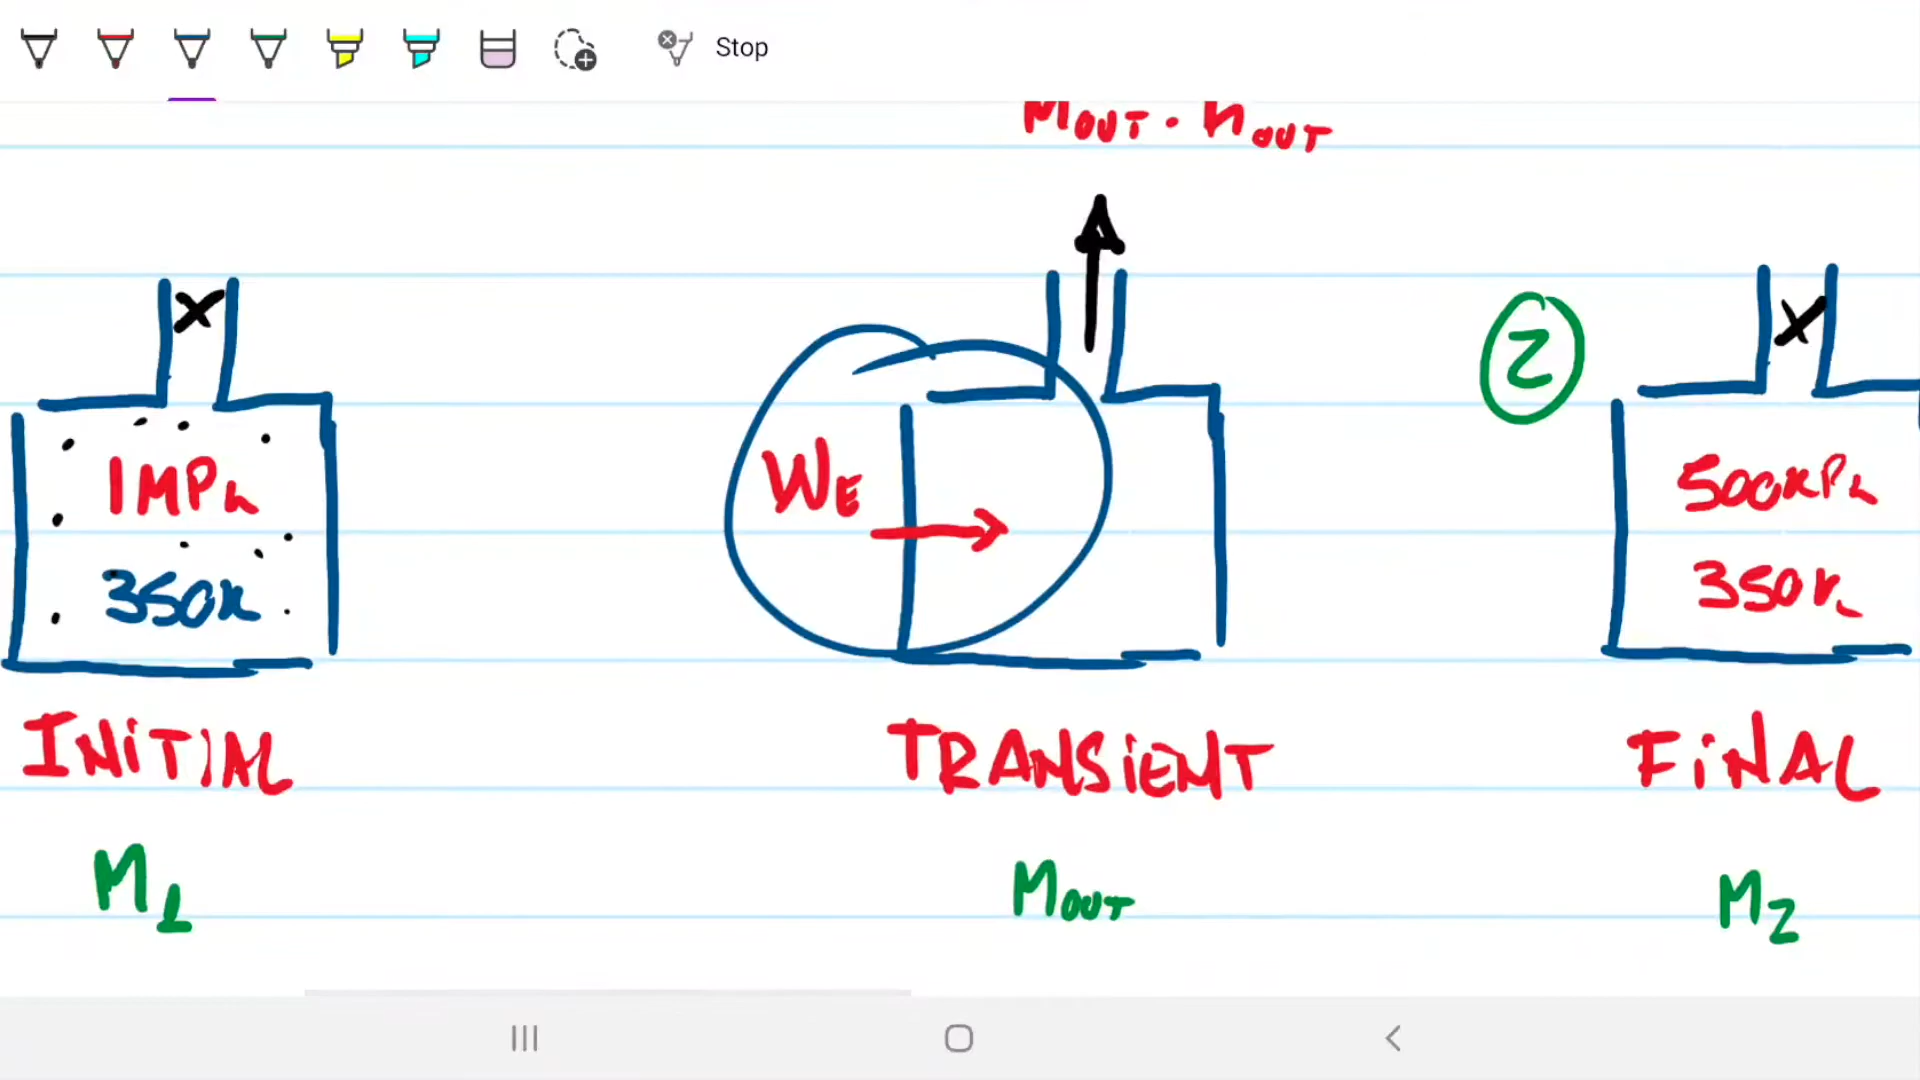 Stop
MOUT . hOUT
2
1MPa
WE
500KPa
350K
350K
INITIAL
TRANSIENT
FINAL
M1
MOUT
M2